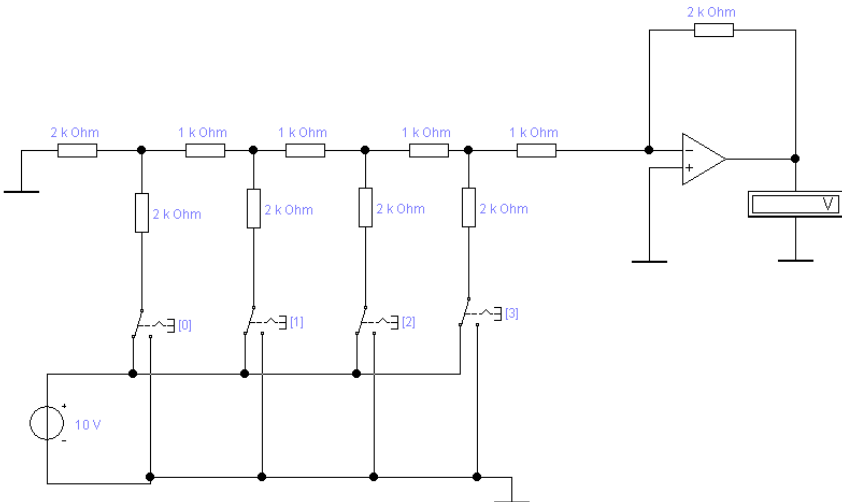 2 k Ohm
2 k Ohm
1 k Ohm
1 k Ohm
1 k Ohm
1 k Ohm
−
+
2 k Ohm
2 k Ohm
2 k Ohm
2 k Ohm
V
[0]
[1]
[2]
[3]
+
10 V
-